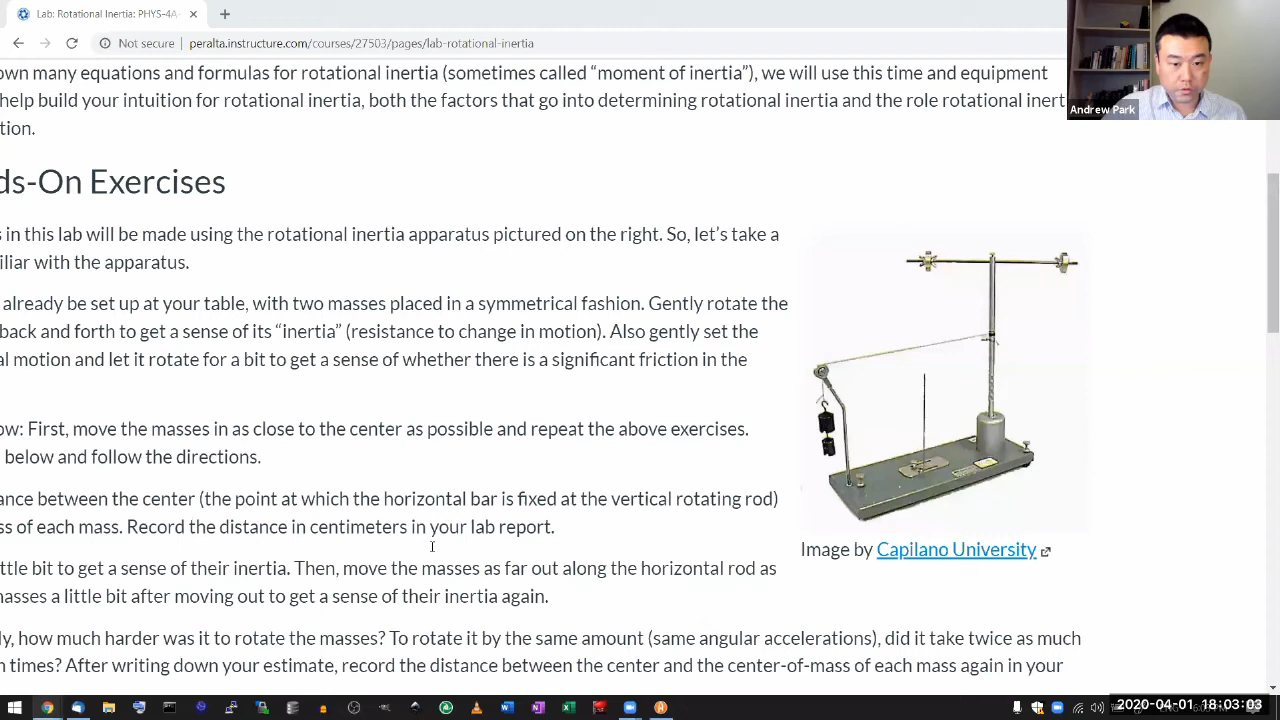 Lab: Rotational Inertia: PHYS-4A
Not secure
peralta.instructure.com/courses/27503/pages/lab-rotational-inertia
Andrew Park
own many equations and formulas for rotational inertia (sometimes called “moment of inertia”), we will use this time and equipment
help build your intuition for rotational inertia, both the factors that go into determining rotational inertia and the role rotational inert
tion.
ds-On Exercises
s in this lab will be made using the rotational inertia apparatus pictured on the right. So, let’s take a
iliar with the apparatus.
already be set up at your table, with two masses placed in a symmetrical fashion. Gently rotate the
back and forth to get a sense of its “inertia” (resistance to change in motion). Also gently set the
al motion and let it rotate for a bit to get a sense of whether there is a significant friction in the
ow: First, move the masses in as close to the center as possible and repeat the above exercises.
below and follow the directions.
ance between the center (the point at which the horizontal bar is fixed at the vertical rotating rod)
ss of each mass. Record the distance in centimeters in your lab report.
Image by Capilano University
ittle bit to get a sense of their inertia. Then, move the masses as far out along the horizontal rod as
masses a little bit after moving out to get a sense of their inertia again.
ly, how much harder was it to rotate the masses? To rotate it by the same amount (same angular accelerations), did it take twice as much
n times? After writing down your estimate, record the distance between the center and the center-of-mass of each mass again in your
2020-04-01 18:03:03